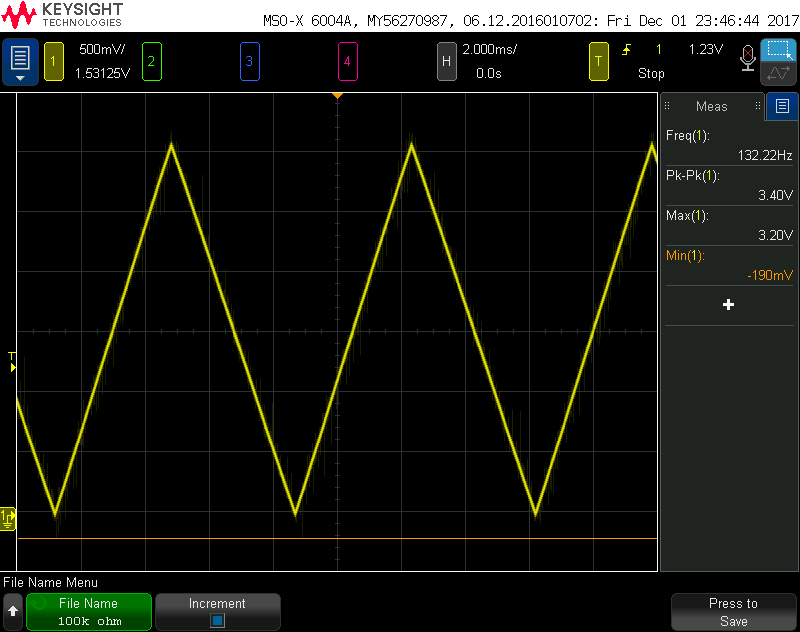 KEYSIGHT
TECHNOLOGIES
MSO-X 6004A, MY56270987, 06.12.2016010702: Fri Dec 01 23:46:44 2017
1
500mV/
1.53125V
2
3
4
H
2.000ms/
0.0s
T
1
1.23V
Stop
Meas
Freq(1):
132.22Hz
Pk-Pk(1):
3.40V
Max(1):
3.20V
Min(1):
-190mV
+
T
1
File Name Menu
File Name
100k ohm
Increment
Press to
Save